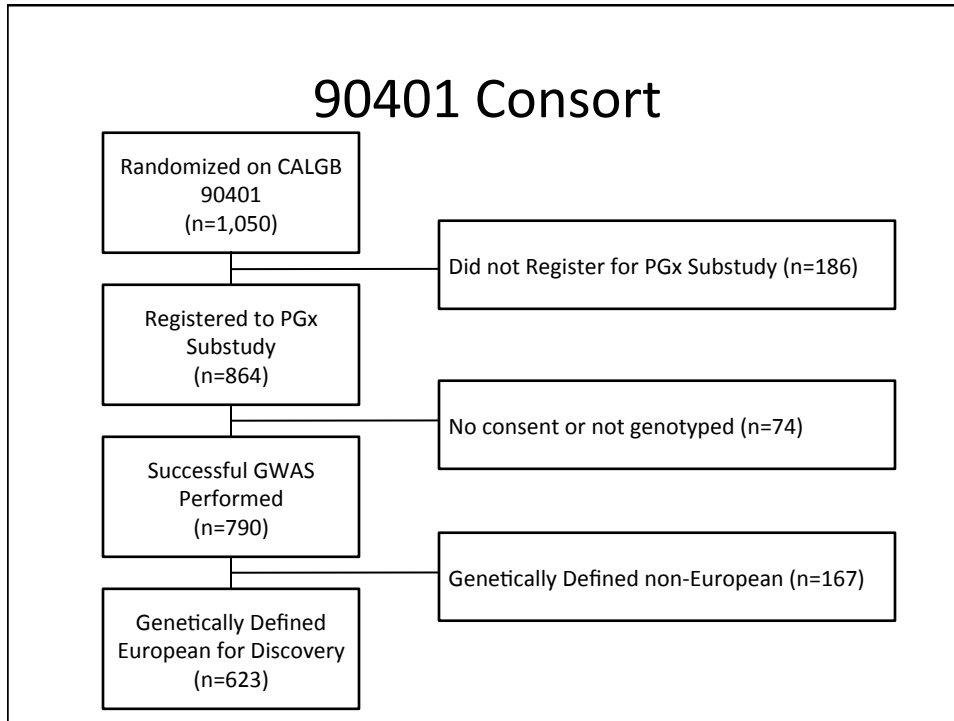 90401 Consort
Randomized on CALGB
90401
(n=1,050)
Did not Register for PGx Substudy (n=186)
Registered to PGx
Substudy
(n=864)
No consent or not genotyped (n=74)
Successful GWAS
Performed
(n=790)
Genetically Defined non-European (n=167)
Genetically Defined
European for Discovery
(n=623)